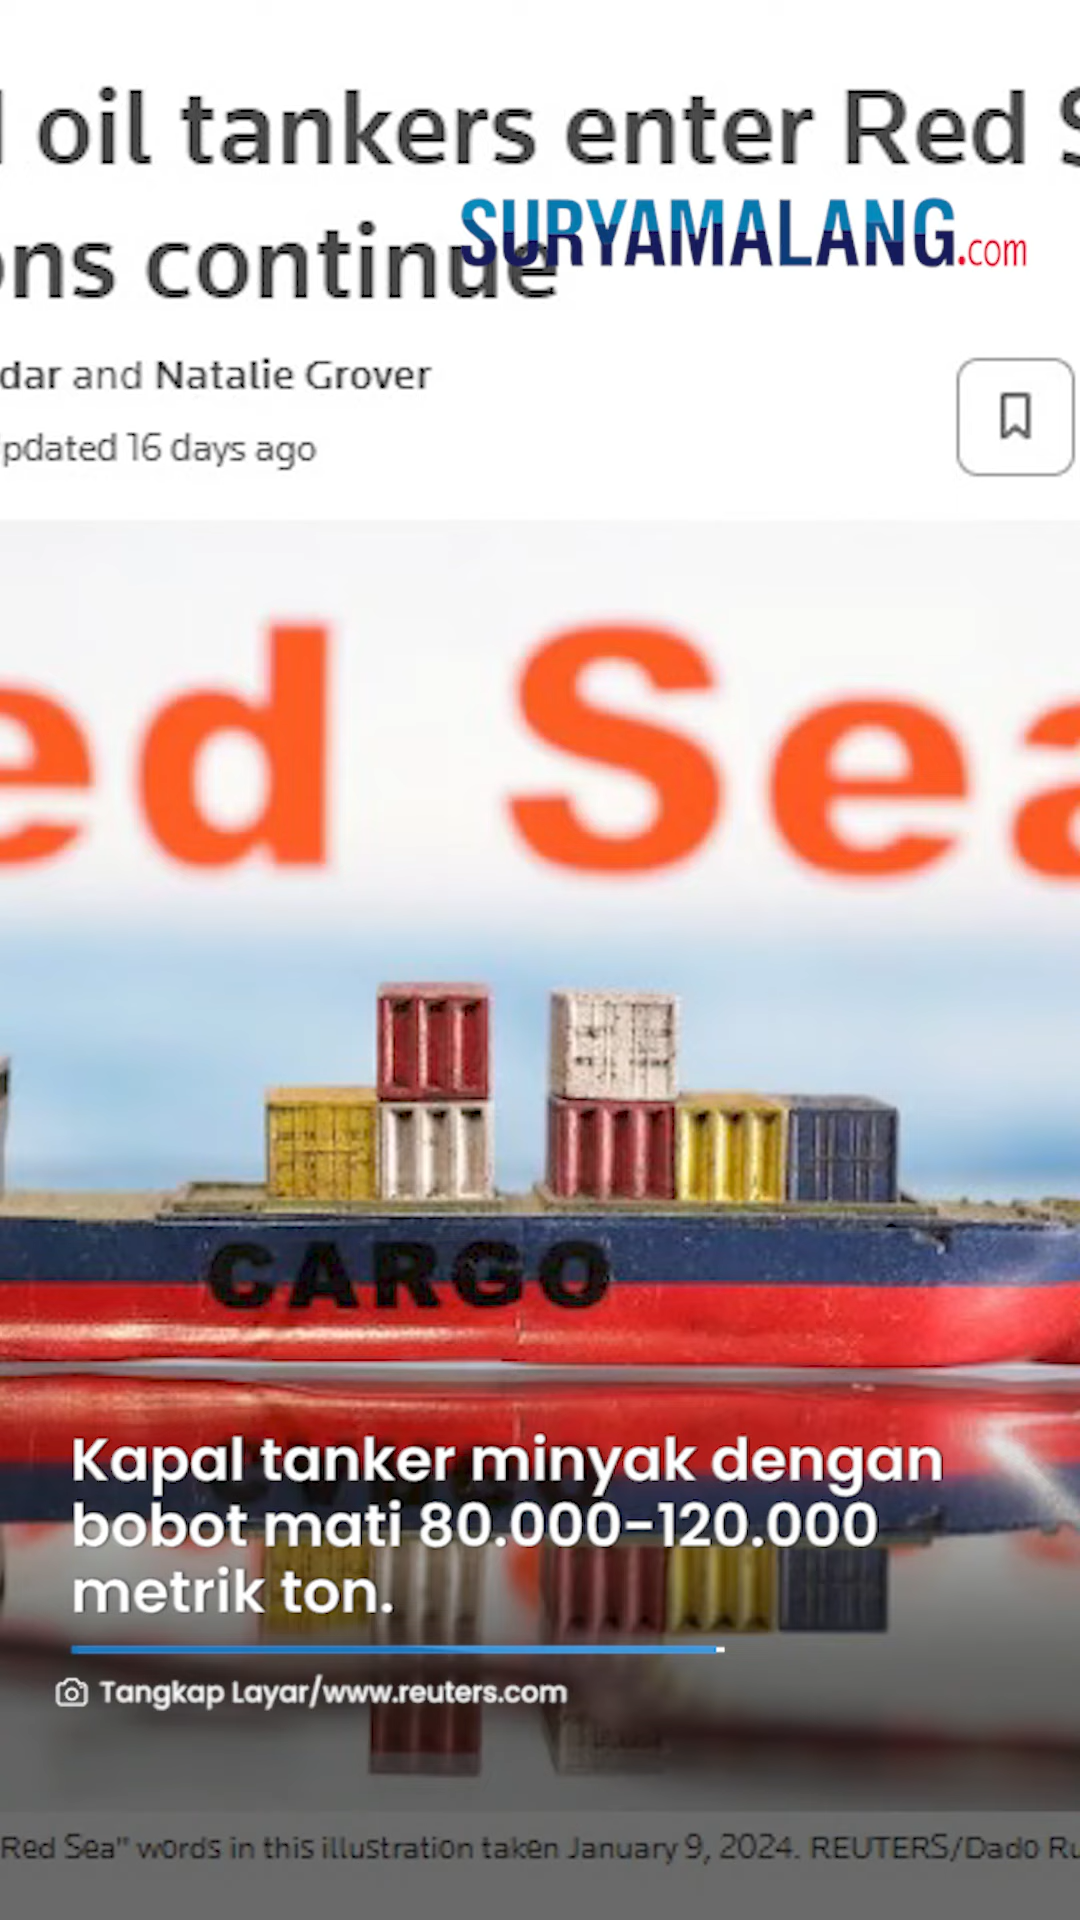 oil tankers enter Red
ons continue
SURYAMALANG.com
dar and Natalie Grover
pdated 16 days ago
ed Sea
CARGO
Kapal tanker minyak dengan
bobot mati 80.000-120.000
metrik ton.
Tangkap Layar/www.reuters.com
Red Sea" words in this illustration taken January 9, 2024. REUTERS/Dado Ru